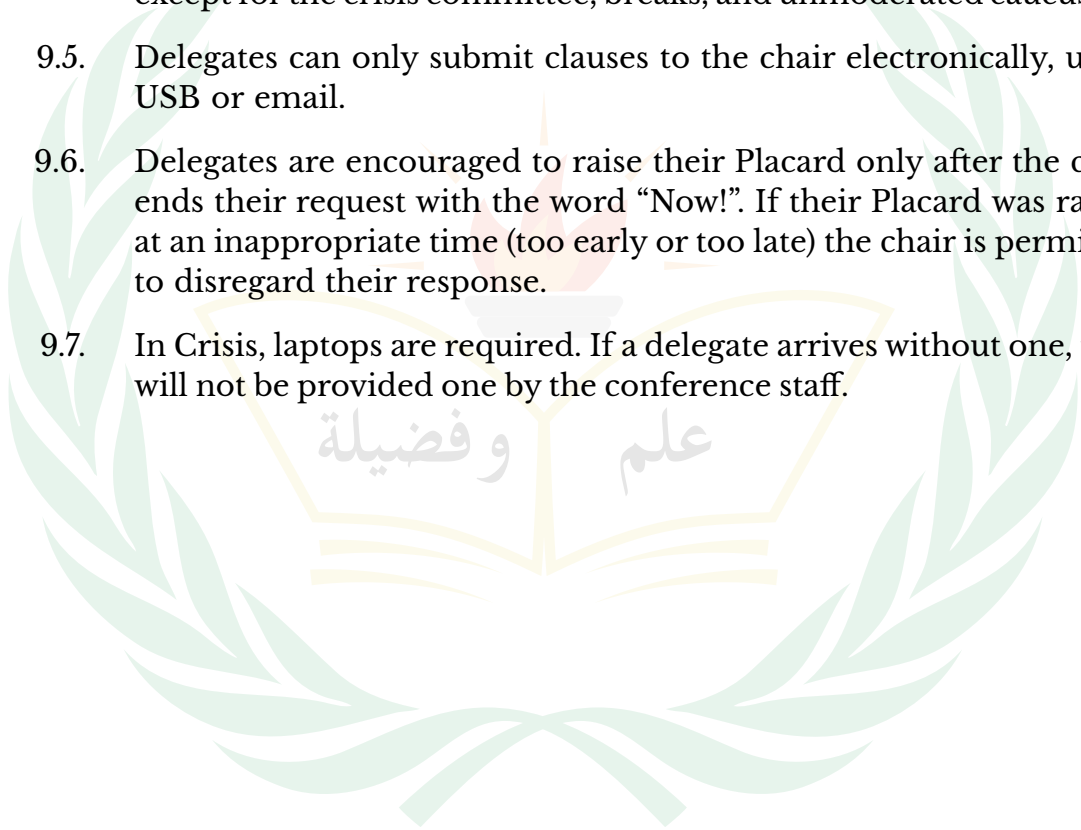 except for the crisis committee, breaks, and unmoderated caucus
9.5. Delegates can only submit clauses to the chair electronically,
USB or email.
9.6. Delegates are encouraged to raise their Placard only after the
ends their request with the word “Now!”. If their Placard was
at an inappropriate time (too early or too late) the chair is
to disregard their response.
9.7. In Crisis, laptops are required. If a delegate arrives without one,
will not be provided one by the conference staff.
علم و فضيلة